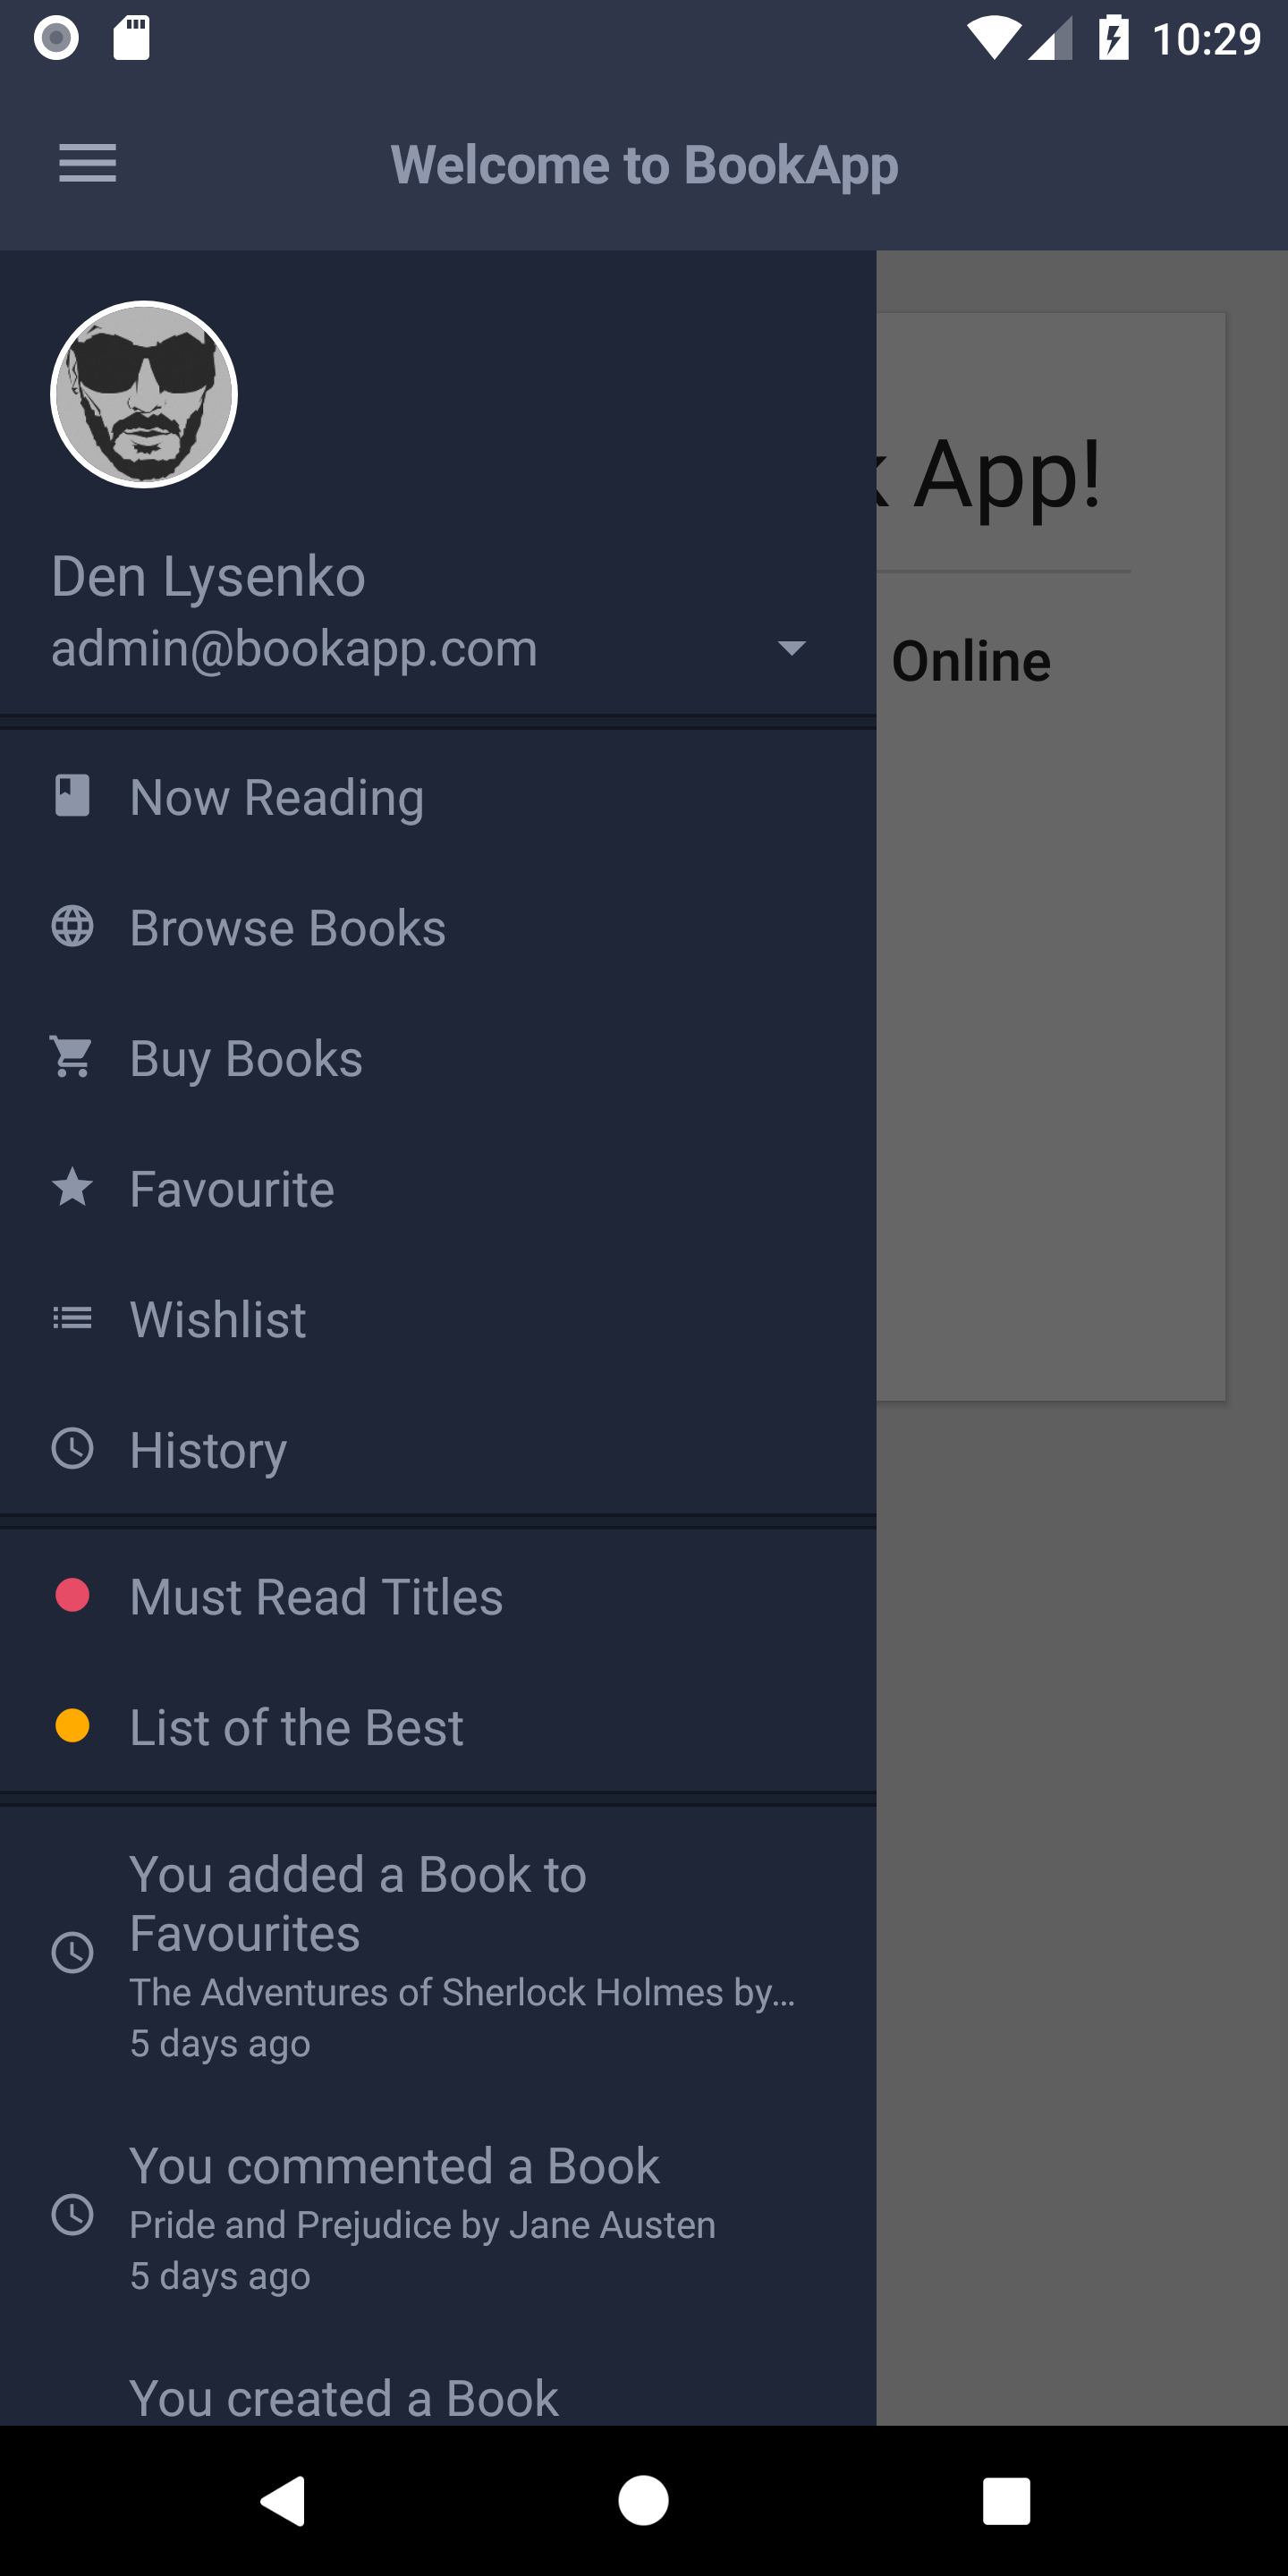 10:29
Welcome to BookApp
App!
Online
Den Lysenko
admin@bookapp.com
Now Reading
Browse Books
Buy Books
Favourite
Wishlist
History
Must Read Titles
List of the Best
You added a Book to
Favourites
The Adventures of Sherlock Holmes by...
5 days ago
You commented a Book
Pride and Prejudice by Jane Austen
5 days ago
You created a Book